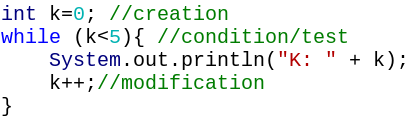 int k=0; //creation
while (k<5){ //condition/test
    System.out.println("K: " + k);
    k++;//modification
}